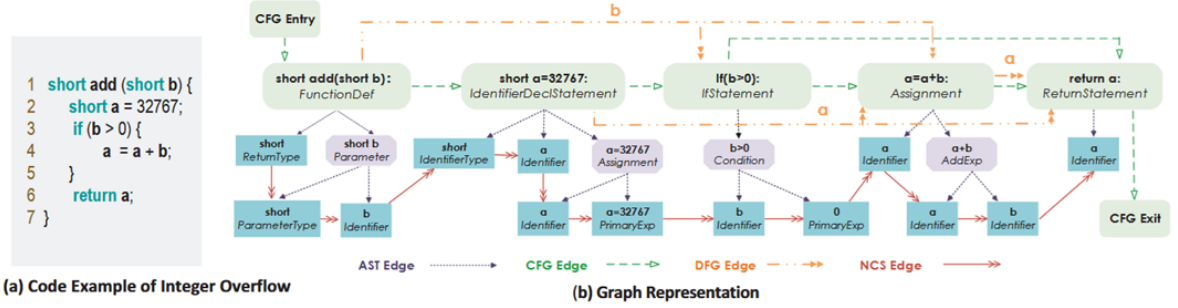 1 short add (short b) {
2 short a = 32767;
3 if (b > 0) {
4 a = a + b;
5 }
6 return a;
7 }
(a) Code Example of Integer Overflow
CFG Entry
b
short add(short b):
FunctionDef
short a=32767:
IdentifierDeclStatement
If(b>0):
IfStatement
a=a+b:
Assignment
a
return a:
ReturnStatement
a
short
ReturnType
short b
Parameter
short
IdentifierType
a
Identifier
a=32767
Assignment
b>0
Condition
a
Identifier
a+b
AddExp
a
Identifier
short
ParameterType
b
Identifier
a
Identifier
a=32767
PrimaryExp
b
Identifier
0
PrimaryExp
a
Identifier
b
Identifier
CFG Exit
AST Edge
CFG Edge
DFG Edge
NCS Edge
(b) Graph Representation